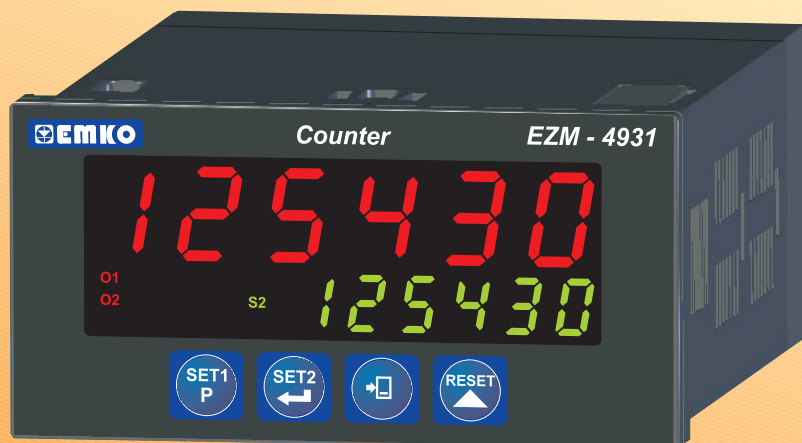 EMKO Counter EZM - 4931
125430
O1
O2 S2 125430
SET1 SET2 RESET
P